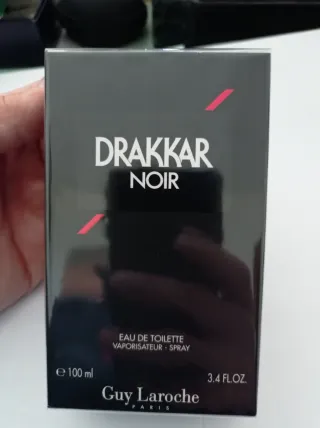 DRAKKAR
NOIR
EAU DE TOILETTE
VAPORISATEUR - SPRAY
℮ 100 ml 3.4 FL.OZ.
Guy Laroche
PARIS